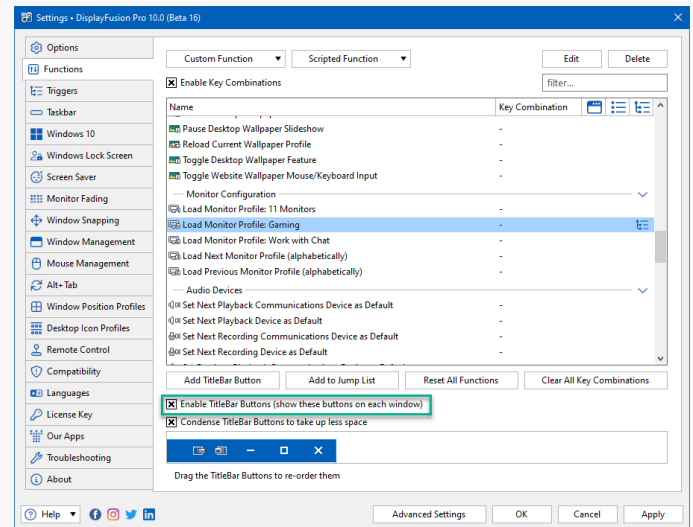 Settings • DisplayFusion Pro 10.0 (Beta 16)
Options
Functions
Triggers
Taskbar
Windows 10
Windows Lock Screen
Screen Saver
Monitor Fading
Window Snapping
Window Management
Mouse Management
Alt+Tab
Window Position Profiles
Desktop Icon Profiles
Remote Control
Compatibility
Languages
License Key
Our Apps
Troubleshooting
About
Custom Function
Scripted Function
Edit
Delete
Enable Key Combinations
filter...
Name
Key Combination
Pause Desktop Wallpaper Slideshow -
Reload Current Wallpaper Profile -
Toggle Desktop Wallpaper Feature -
Toggle Website Wallpaper Mouse/Keyboard Input -
Monitor Configuration
Load Monitor Profile: 11 Monitors -
Load Monitor Profile: Gaming -
Load Monitor Profile: Work with Chat -
Load Next Monitor Profile (alphabetically) -
Load Previous Monitor Profile (alphabetically) -
Audio Devices
Set Next Playback Communications Device as Default -
Set Next Playback Device as Default -
Set Next Recording Communications Device as Default -
Set Next Recording Device as Default -
Add TitleBar Button
Add to Jump List
Reset All Functions
Clear All Key Combinations
Enable TitleBar Buttons (show these buttons on each window)
Condense TitleBar Buttons to take up less space
Drag the TitleBar Buttons to re-order them
Help
Advanced Settings
OK
Cancel
Apply